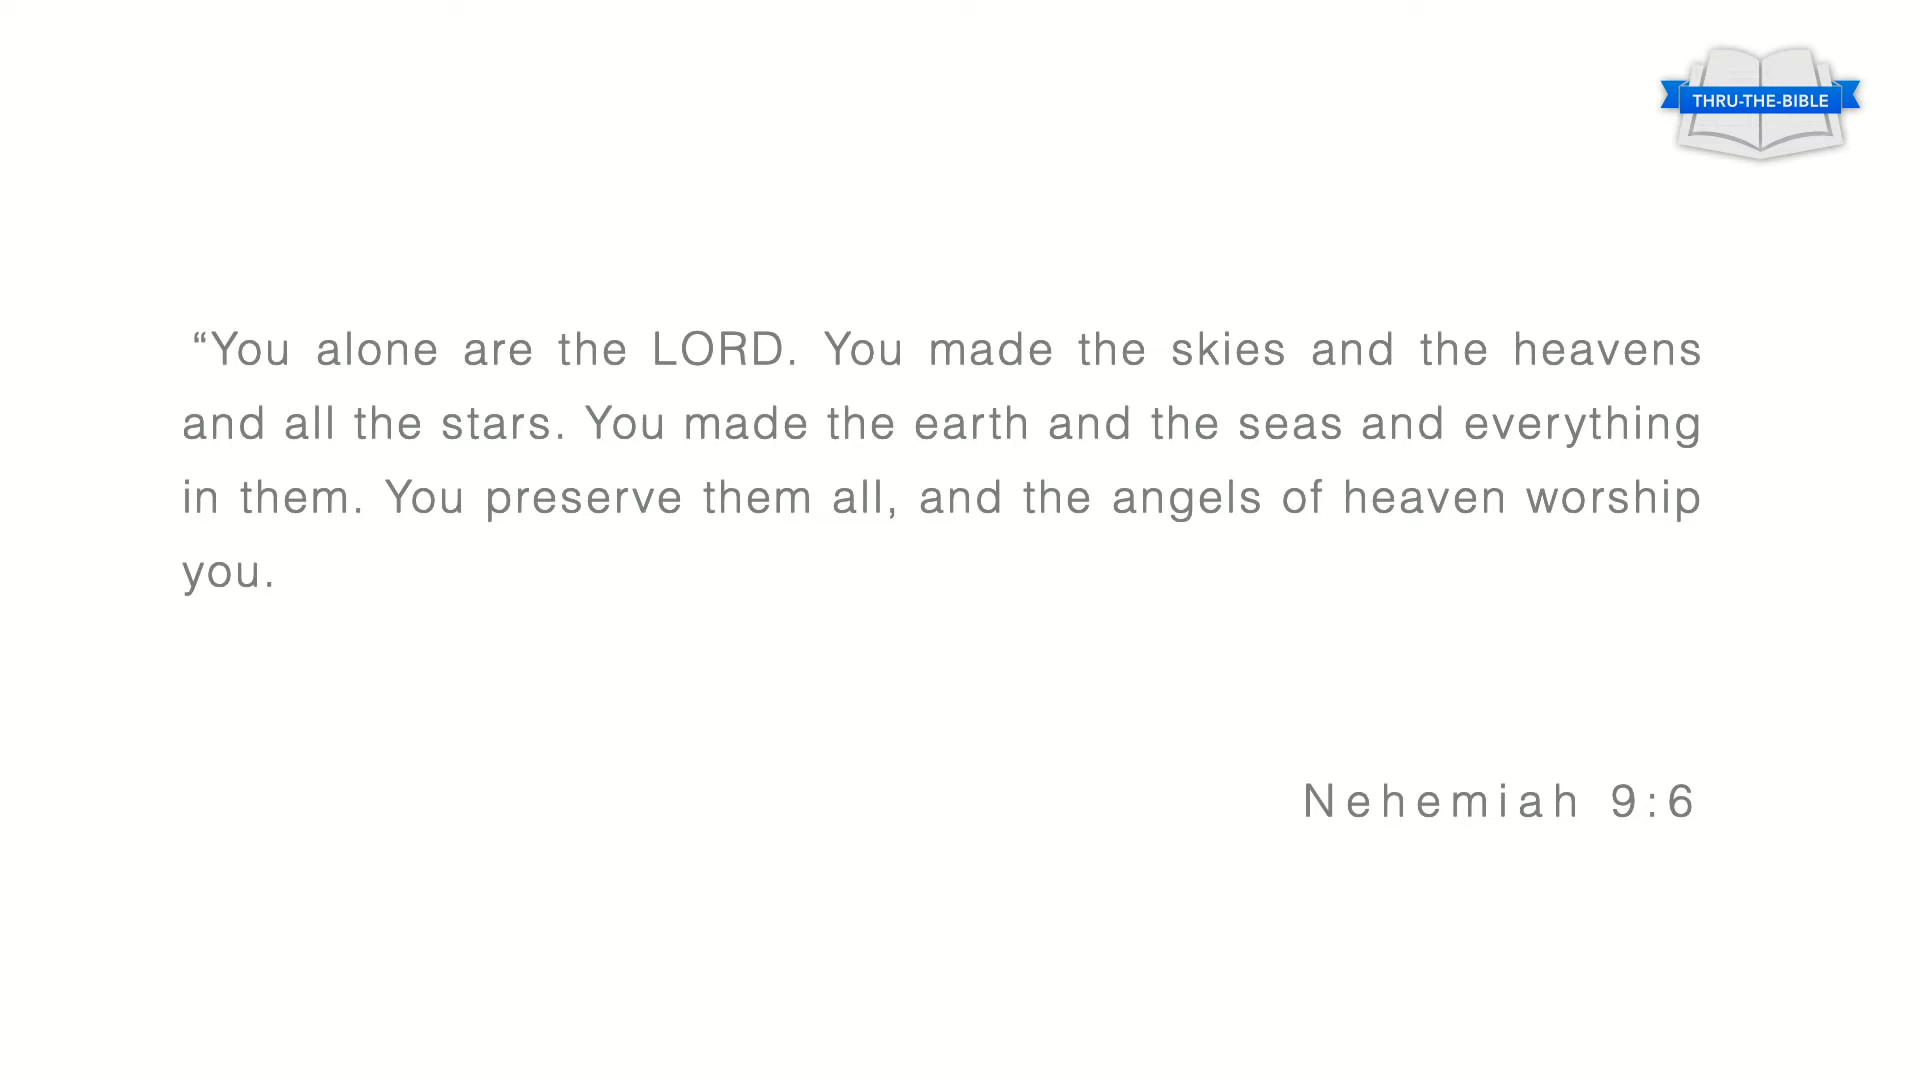 THRU-THE-BIBLE
“You alone are the LORD. You made the skies and the heavens
and all the stars. You made the earth and the seas and everything
in them. You preserve them all, and the angels of heaven worship
you.
Nehemiah 9:6